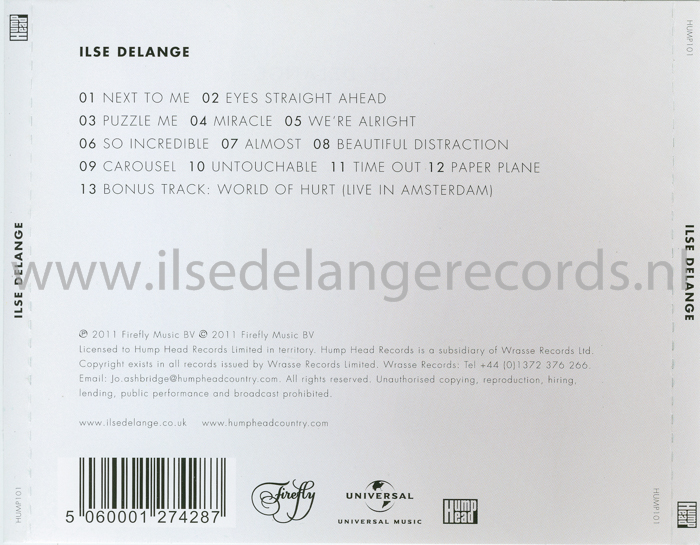 Hump Head
HUMP101
ILSE DELANGE
01 NEXT TO ME 02 EYES STRAIGHT AHEAD
03 PUZZLE ME 04 MIRACLE 05 WE'RE ALRIGHT
06 SO INCREDIBLE 07 ALMOST 08 BEAUTIFUL DISTRACTION
09 CAROUSEL 10 UNTOUCHABLE 11 TIME OUT 12 PAPER PLANE
13 BONUS TRACK: WORLD OF HURT (LIVE IN AMSTERDAM)
ILSE DELANGE
ILSE DELANGE
www.ilsedelangerecords.nl
℗ 2011 Firefly Music BV © 2011 Firefly Music BV
Licensed to Hump Head Records Limited in territory. Hump Head Records is a subsidiary of Wrasse Records Ltd.
Copyright exists in all records issued by Wrasse Records Limited. Wrasse Records: Tel +44 (0)1372 376 266.
Email: Jo.ashbridge@humpheadcountry.com. All rights reserved. Unauthorised copying, reproduction, hiring,
lending, public performance and broadcast prohibited.
www.ilsedelange.co.uk www.humpheadcountry.com
5 060001 274287
Firefly
UNIVERSAL
UNIVERSAL MUSIC
Hump Head
HUMP101
HUMP101
Hump Head